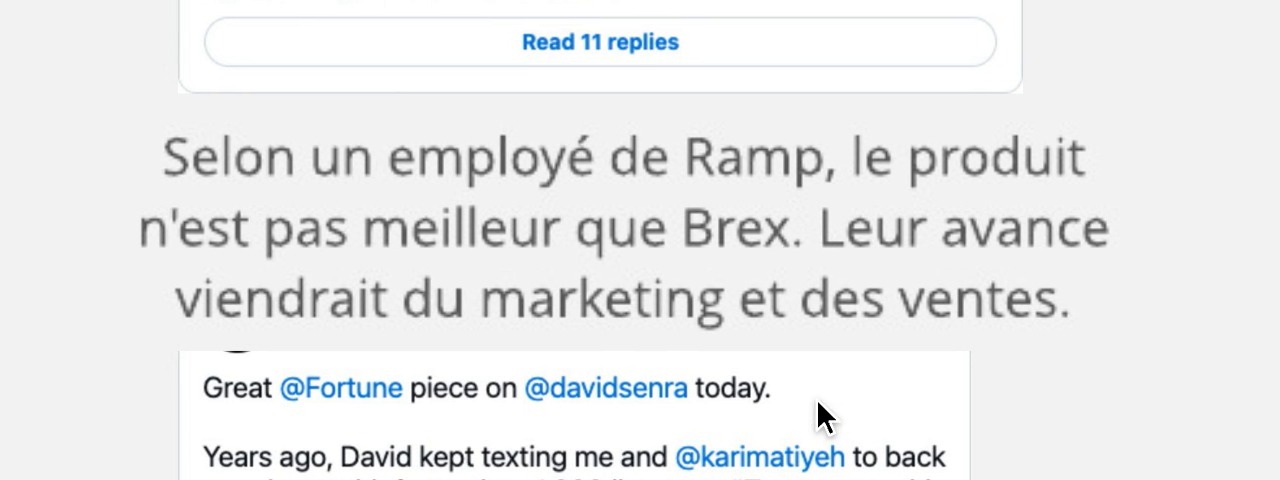 Read 11 replies
Selon un employé de Ramp, le produit
n'est pas meilleur que Brex. Leur avance
viendrait du marketing et des ventes.
Great @Fortune piece on @davidsenra today.
Years ago, David kept texting me and @karimatiyeh to back